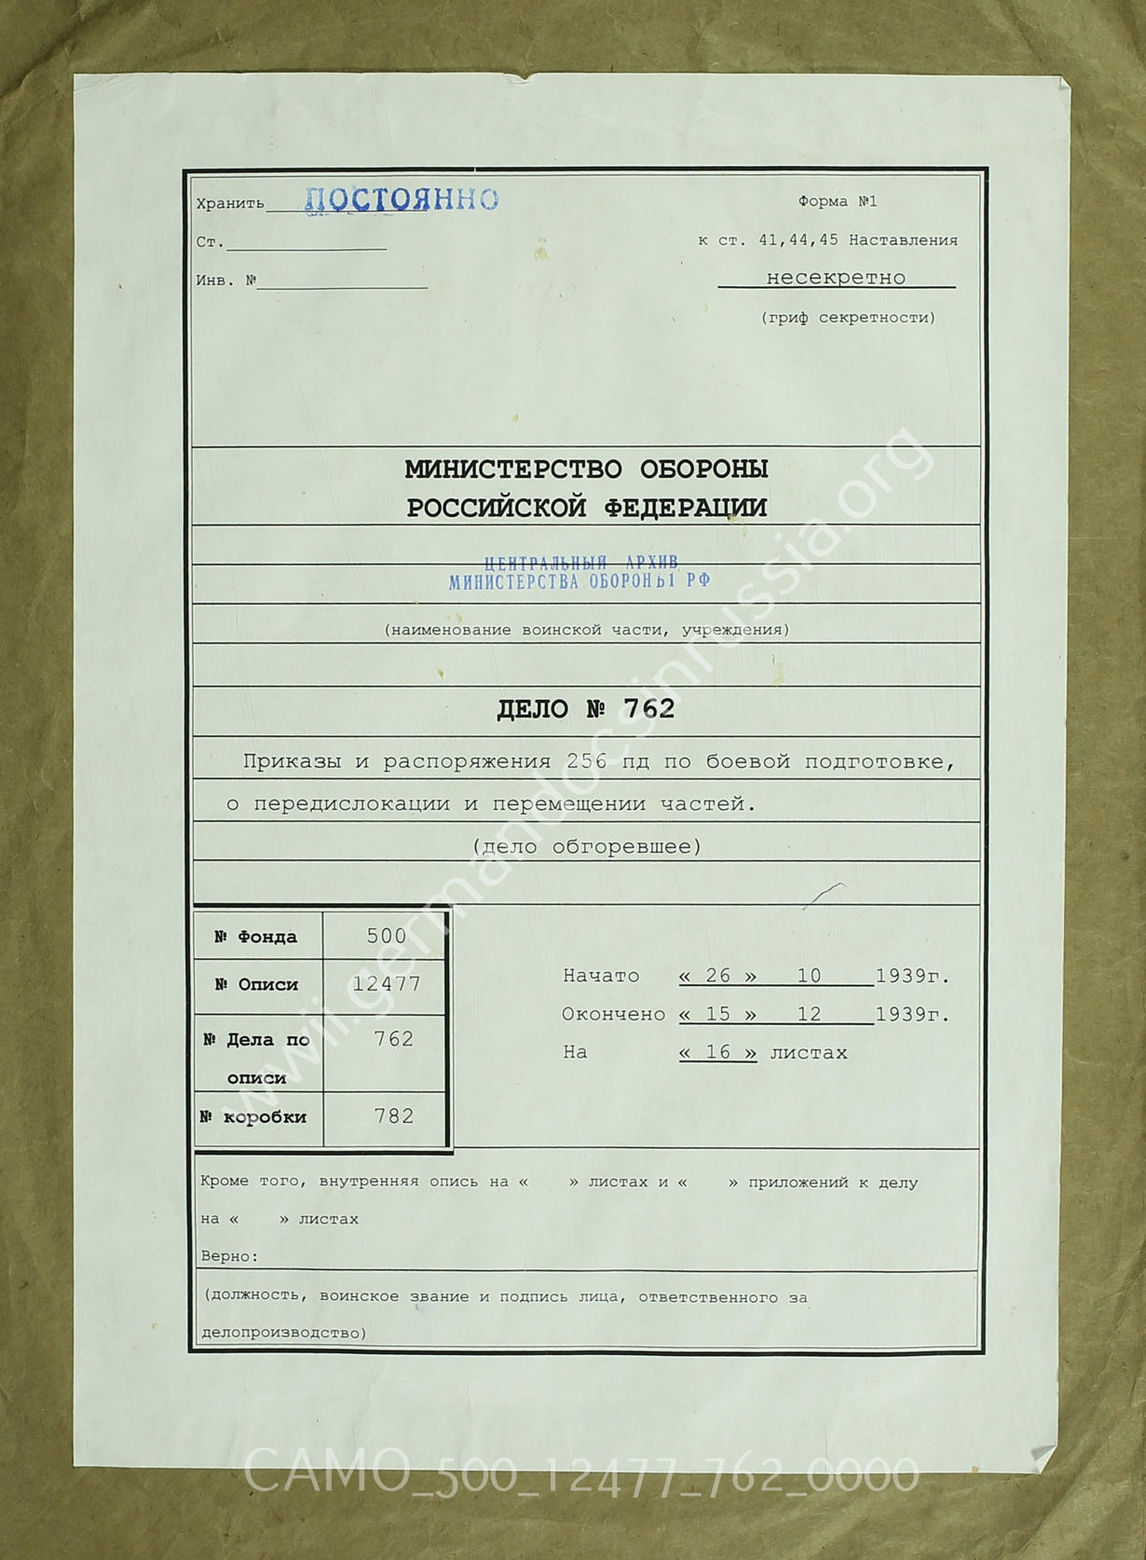 Хранить ПОСТОЯННО
Форма №1
Ст.
к ст. 41,44,45 Наставления
Инв. №
несекретно
(гриф секретности)
МИНИСТЕРСТВО ОБОРОНЫ
РОССИЙСКОЙ ФЕДЕРАЦИИ
ЦЕНТРАЛЬНЫЙ АРХИВ
МИНИСТЕРСТВА ОБОРОНЫ РФ
(наименование воинской части, учреждения)
ДЕЛО № 762
Приказы и распоряжения 256 пд по боевой подготовке,
о передислокации и перемещении частей.
(дело обгоревшее)
№ Фонда 500
№ Описи 12477
№ Дела по 762
описи
№ коробки 782
Начато « 26 » 10 1939г.
Окончено « 15 » 12 1939г.
На « 16 » листах
Кроме того, внутренняя опись на « » листах и « » приложений к делу
на « » листах
Верно:
(должность, воинское звание и подпись лица, ответственного за
делопроизводство)
wwii.germandocsinrussia.org
CAMO_500_12477_762_0000